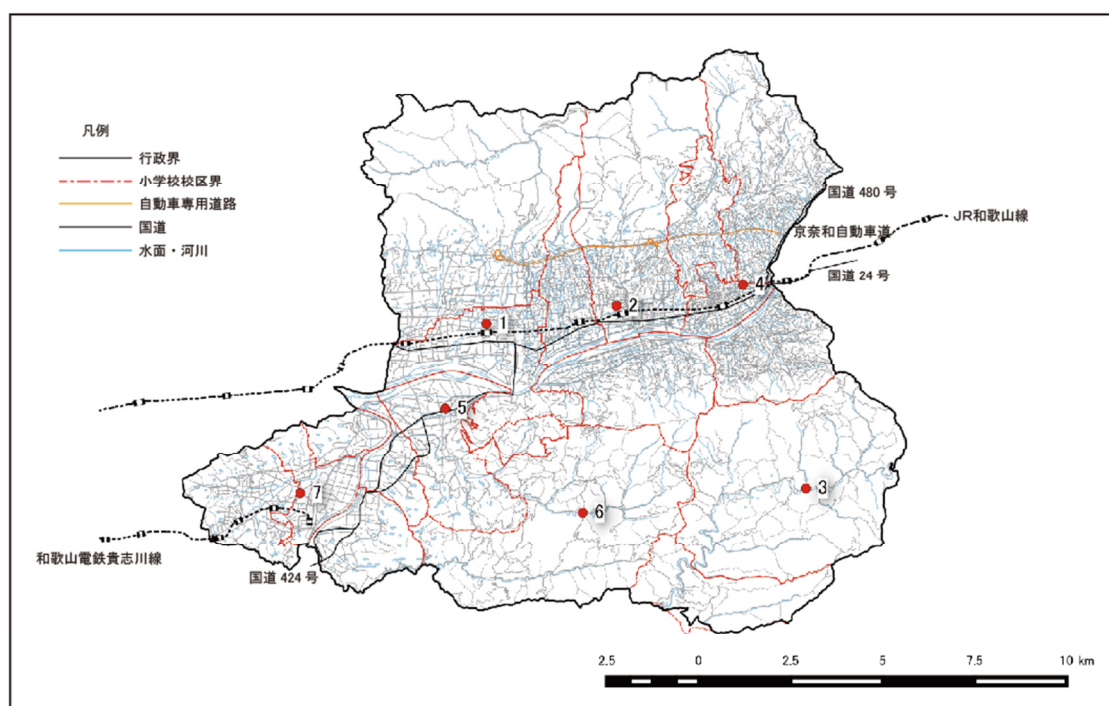 凡例
行政界
小学校校区界
自動車専用道路
国道
水面・河川
国道 480 号
JR和歌山線
京奈和自動車道
国道 24 号
4
2
1
5
3
7
6
和歌山電鉄貴志川線
国道 424 号
2.5 0 2.5 5 7.5 10 km